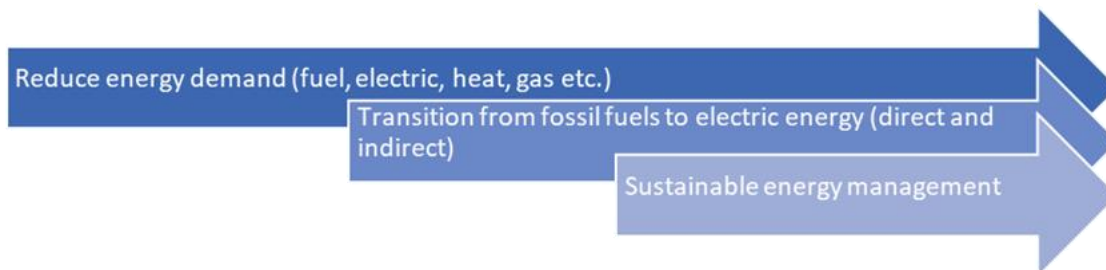 Reduce energy demand (fuel, electric, heat, gas etc.)
Transition from fossil fuels to electric energy (direct and
indirect)
Sustainable energy management